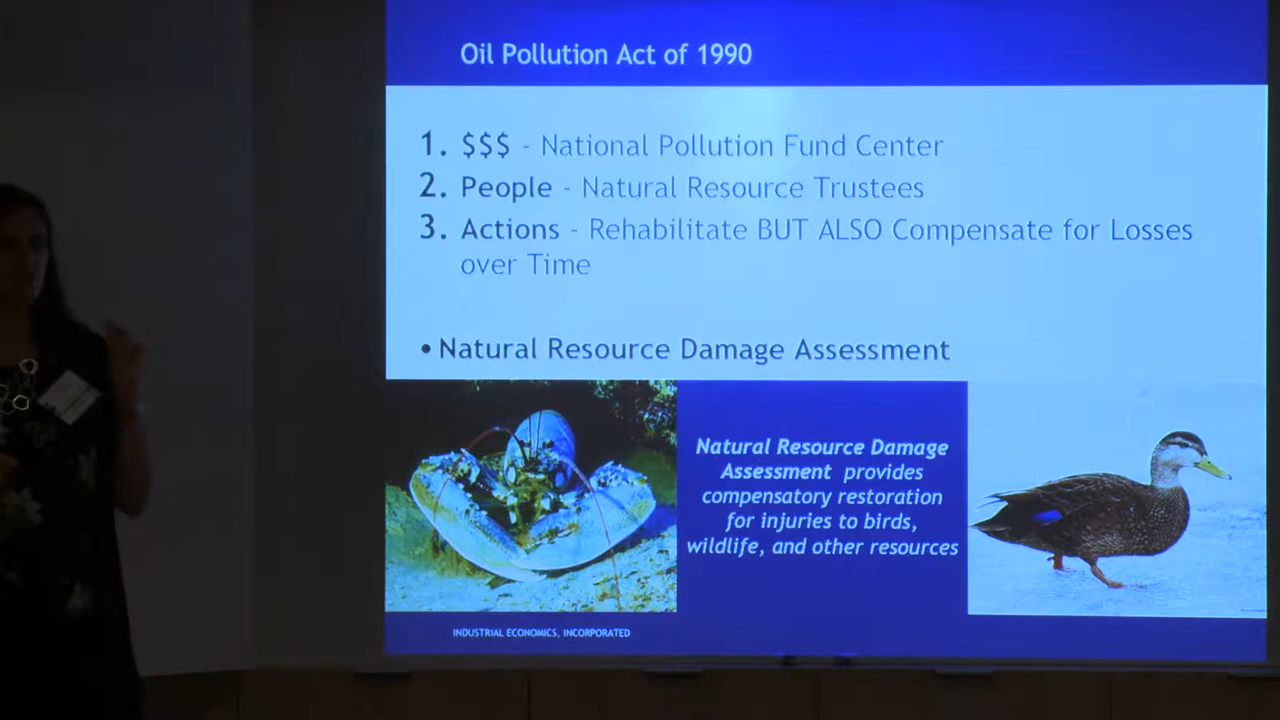 Oil Pollution Act of 1990
1. $$$ - National Pollution Fund Center
2. People - Natural Resource Trustees
3. Actions - Rehabilitate BUT ALSO Compensate for Losses
over Time
• Natural Resource Damage Assessment
Natural Resource Damage
Assessment provides
compensatory restoration
for injuries to birds,
wildlife, and other resources
INDUSTRIAL ECONOMICS, INCORPORATED